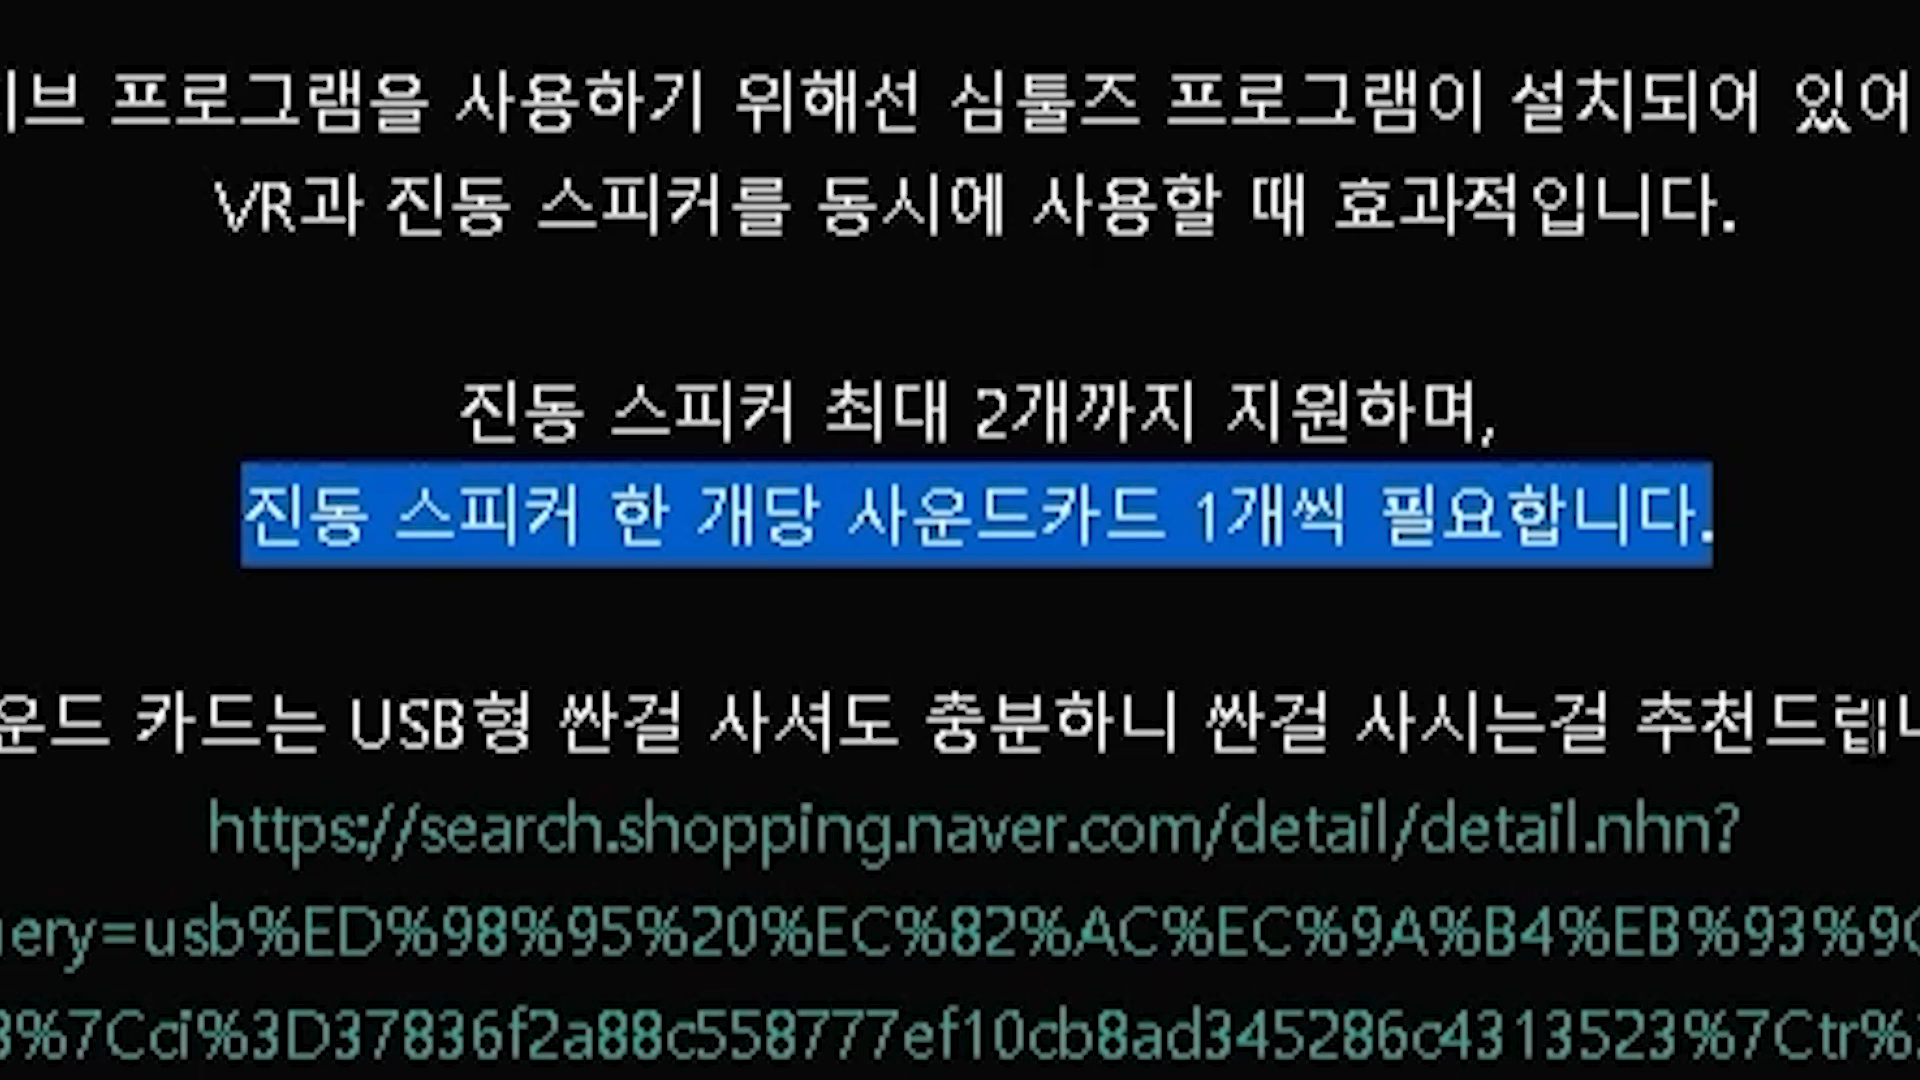 브 프로그램을 사용하기 위해선 심툴즈 프로그램이 설치되어 있어
VR과 진동 스피커를 동시에 사용할 때 효과적입니다.
진동 스피커 최대 2개까지 지원하며,
진동 스피커 한 개당 사운드카드 1개씩 필요합니다.
운드 카드는 USB형 싼걸 사셔도 충분하니 싼걸 사시는걸 추천드립니
https://search.shopping.naver.com/detail/detail.nhn?
uery=usb%ED%98%95%20%EC%82%AC%EC%9A%B4%EB%93%9C
3%7Cci%3D37836f2a88c558777ef10cb8ad345286c4313523%7Ctr%